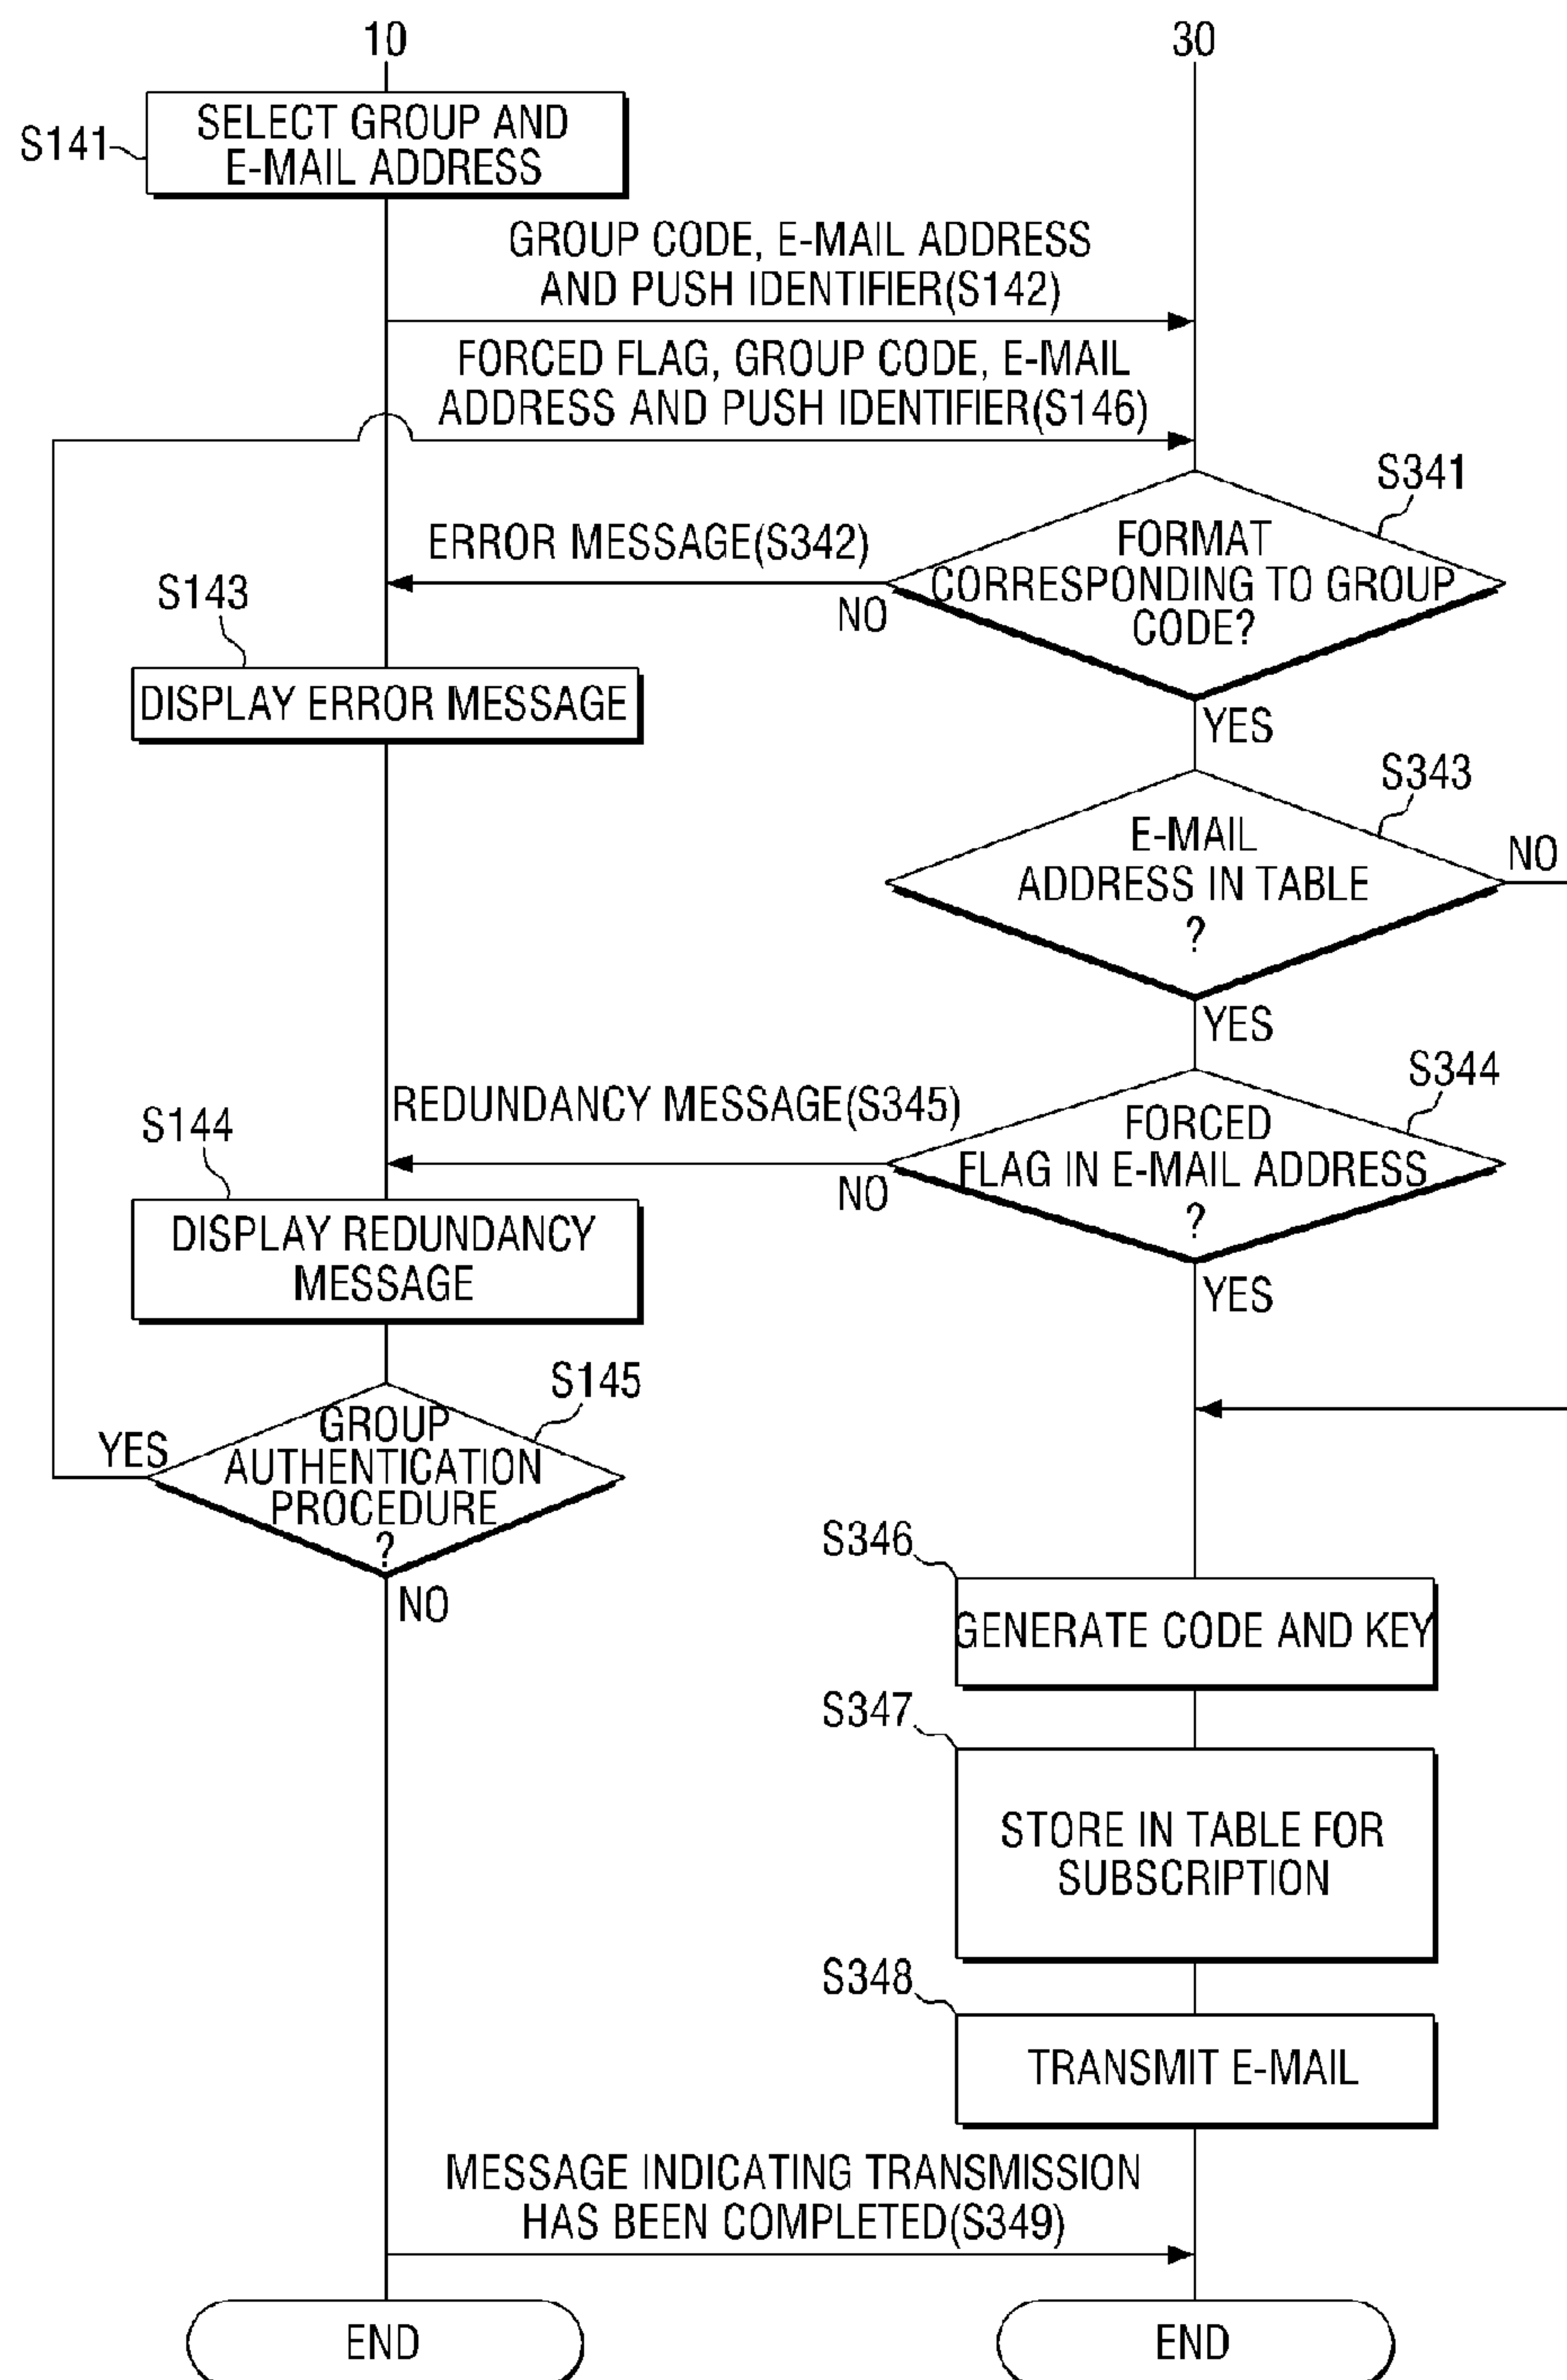 10
30
S141
SELECT GROUP AND
E-MAIL ADDRESS
GROUP CODE, E-MAIL ADDRESS
AND PUSH IDENTIFIER(S142)
FORCED FLAG, GROUP CODE, E-MAIL
ADDRESS AND PUSH IDENTIFIER(S146)
S341
FORMAT
CORRESPONDING TO GROUP
CODE?
ERROR MESSAGE(S342)
NO
S143
DISPLAY ERROR MESSAGE
YES
S343
E-MAIL
ADDRESS IN TABLE
?
NO
YES
S344
FORCED
FLAG IN E-MAIL ADDRESS
?
REDUNDANCY MESSAGE(S345)
NO
S144
DISPLAY REDUNDANCY
MESSAGE
YES
S145
GROUP
AUTHENTICATION
PROCEDURE
?
YES
NO
S346
GENERATE CODE AND KEY
S347
STORE IN TABLE FOR
SUBSCRIPTION
S348
TRANSMIT E-MAIL
MESSAGE INDICATING TRANSMISSION
HAS BEEN COMPLETED(S349)
END
END